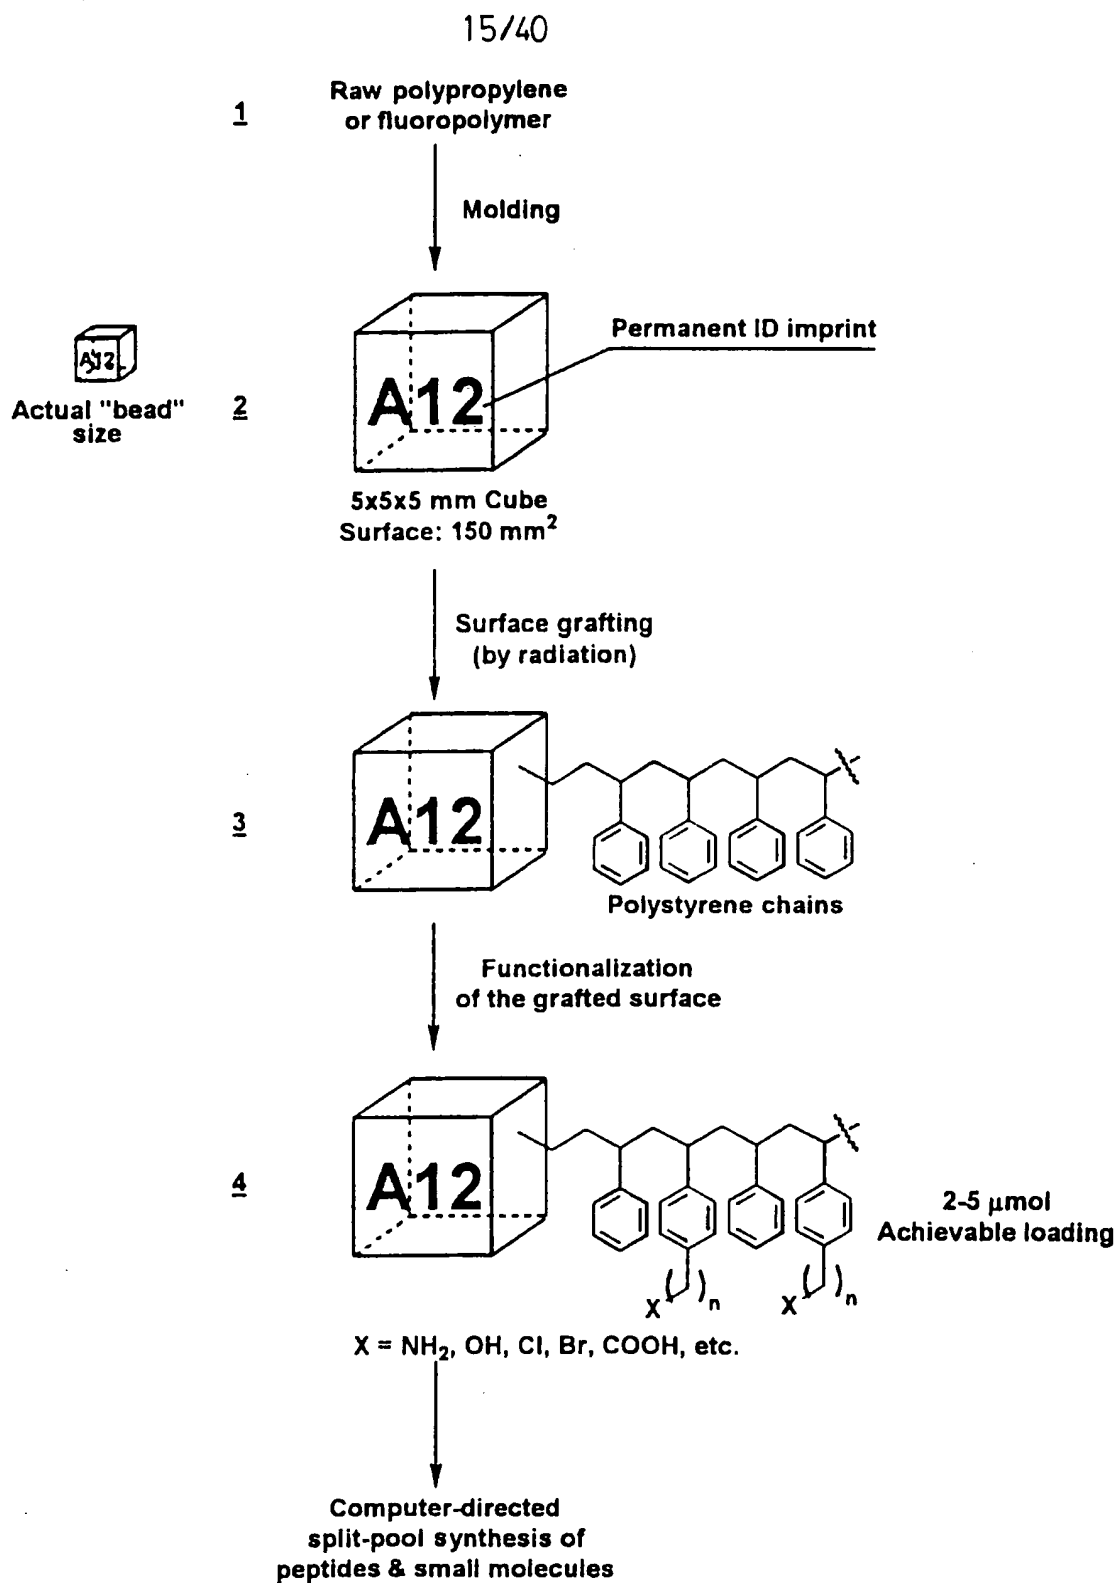 15/40
1
Raw polypropylene
or fluoropolymer
Molding
Permanent ID imprint
A12
Actual "bead"
size
2
A12
5x5x5 mm Cube
Surface: 150 mm²
Surface grafting
(by radiation)
3
A12
Polystyrene chains
Functionalization
of the grafted surface
4
A12
2-5 μmol
Achievable loading
X ( )n
X ( )n
X = NH₂, OH, Cl, Br, COOH, etc.
Computer-directed
split-pool synthesis of
peptides & small molecules